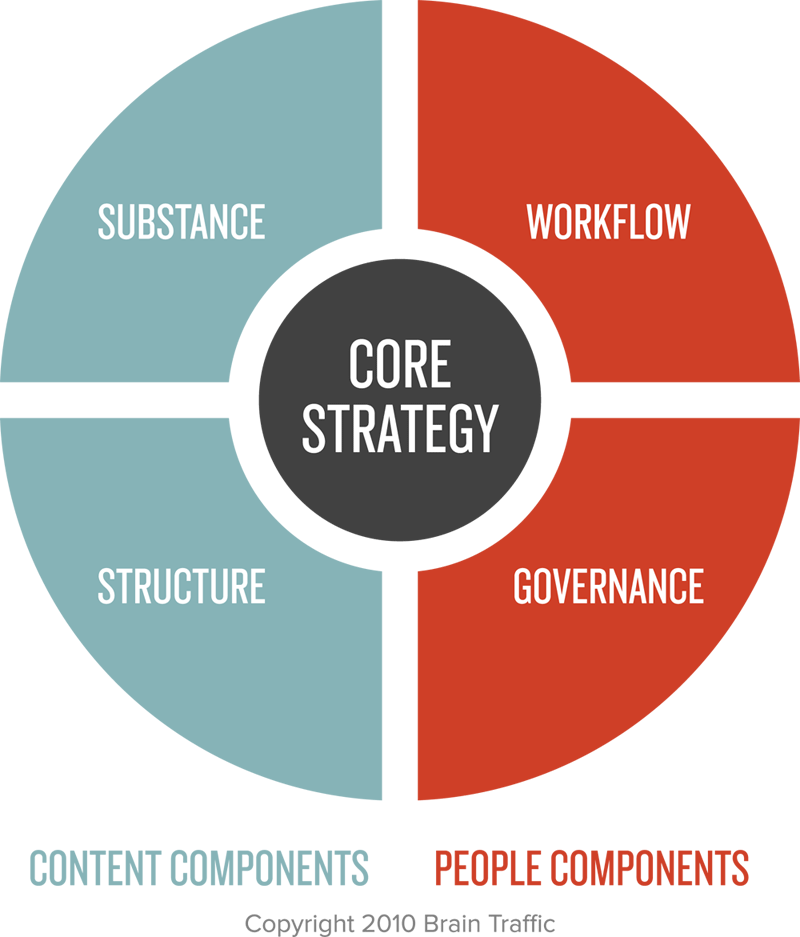 SUBSTANCE
WORKFLOW
CORE
STRATEGY
STRUCTURE
GOVERNANCE
CONTENT COMPONENTS
PEOPLE COMPONENTS
Copyright 2010 Brain Traffic